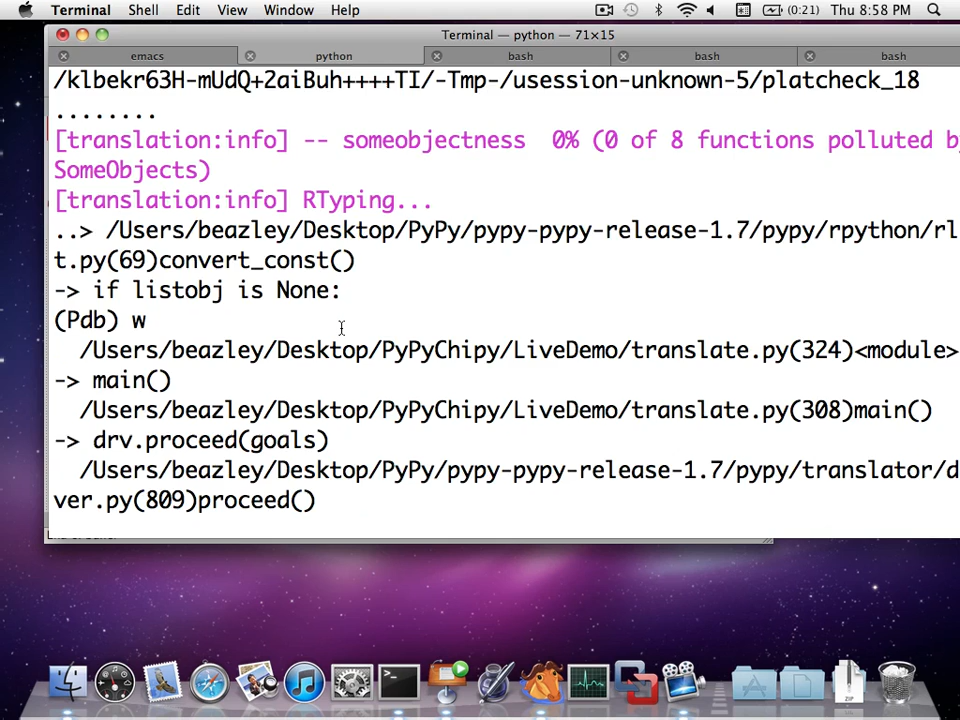 Terminal Shell Edit View Window Help (0:21) Thu 8:58 PM
Terminal — python — 71×15
emacs python bash bash bash
/klbekr63H-mUdQ+2aiBuh++++TI/-Tmp-/usession-unknown-5/platcheck_18
........
[translation:info] -- someobjectness 0% (0 of 8 functions polluted by
SomeObjects)
[translation:info] RTyping...
..> /Users/beazley/Desktop/PyPy/pypy-pypy-release-1.7/pypy/rpython/rl
t.py(69)convert_const()
-> if listobj is None:
(Pdb) w
/Users/beazley/Desktop/PyPyChipy/LiveDemo/translate.py(324)<module>
-> main()
/Users/beazley/Desktop/PyPyChipy/LiveDemo/translate.py(308)main()
-> drv.proceed(goals)
/Users/beazley/Desktop/PyPy/pypy-pypy-release-1.7/pypy/translator/d
ver.py(809)proceed()
ZIP